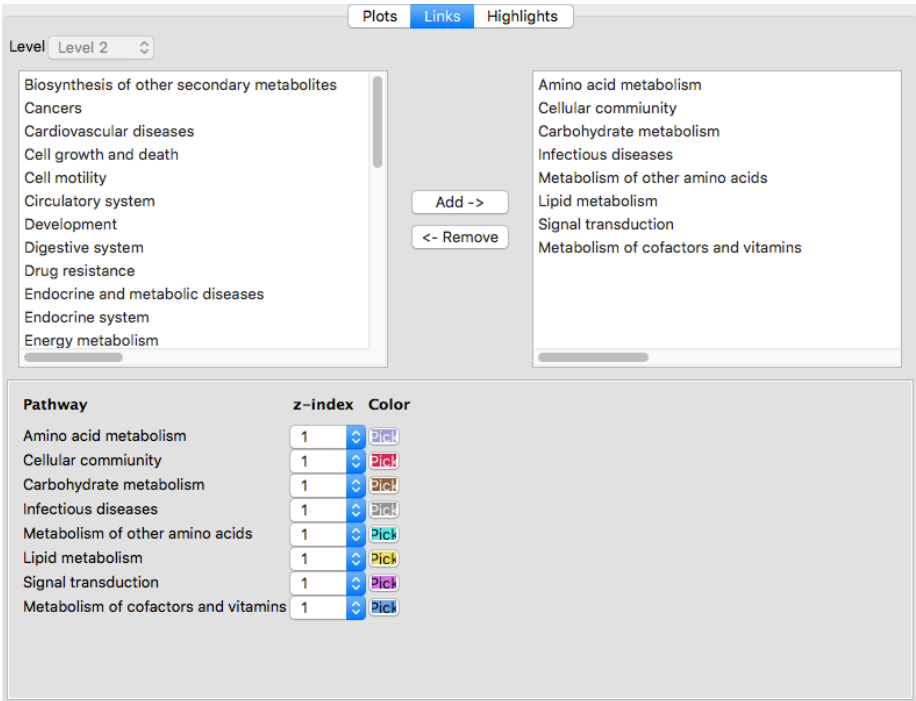 Plots Links Highlights
Level Level 2
Biosynthesis of other secondary metabolites
Cancers
Cardiovascular diseases
Cell growth and death
Cell motility
Circulatory system
Development
Digestive system
Drug resistance
Endocrine and metabolic diseases
Endocrine system
Energy metabolism
Add ->
<- Remove
Amino acid metabolism
Cellular commiunity
Carbohydrate metabolism
Infectious diseases
Metabolism of other amino acids
Lipid metabolism
Signal transduction
Metabolism of cofactors and vitamins
Pathway z-index Color
Amino acid metabolism 1 Pick
Cellular commiunity 1 Pick
Carbohydrate metabolism 1 Pick
Infectious diseases 1 Pick
Metabolism of other amino acids 1 Pick
Lipid metabolism 1 Pick
Signal transduction 1 Pick
Metabolism of cofactors and vitamins 1 Pick